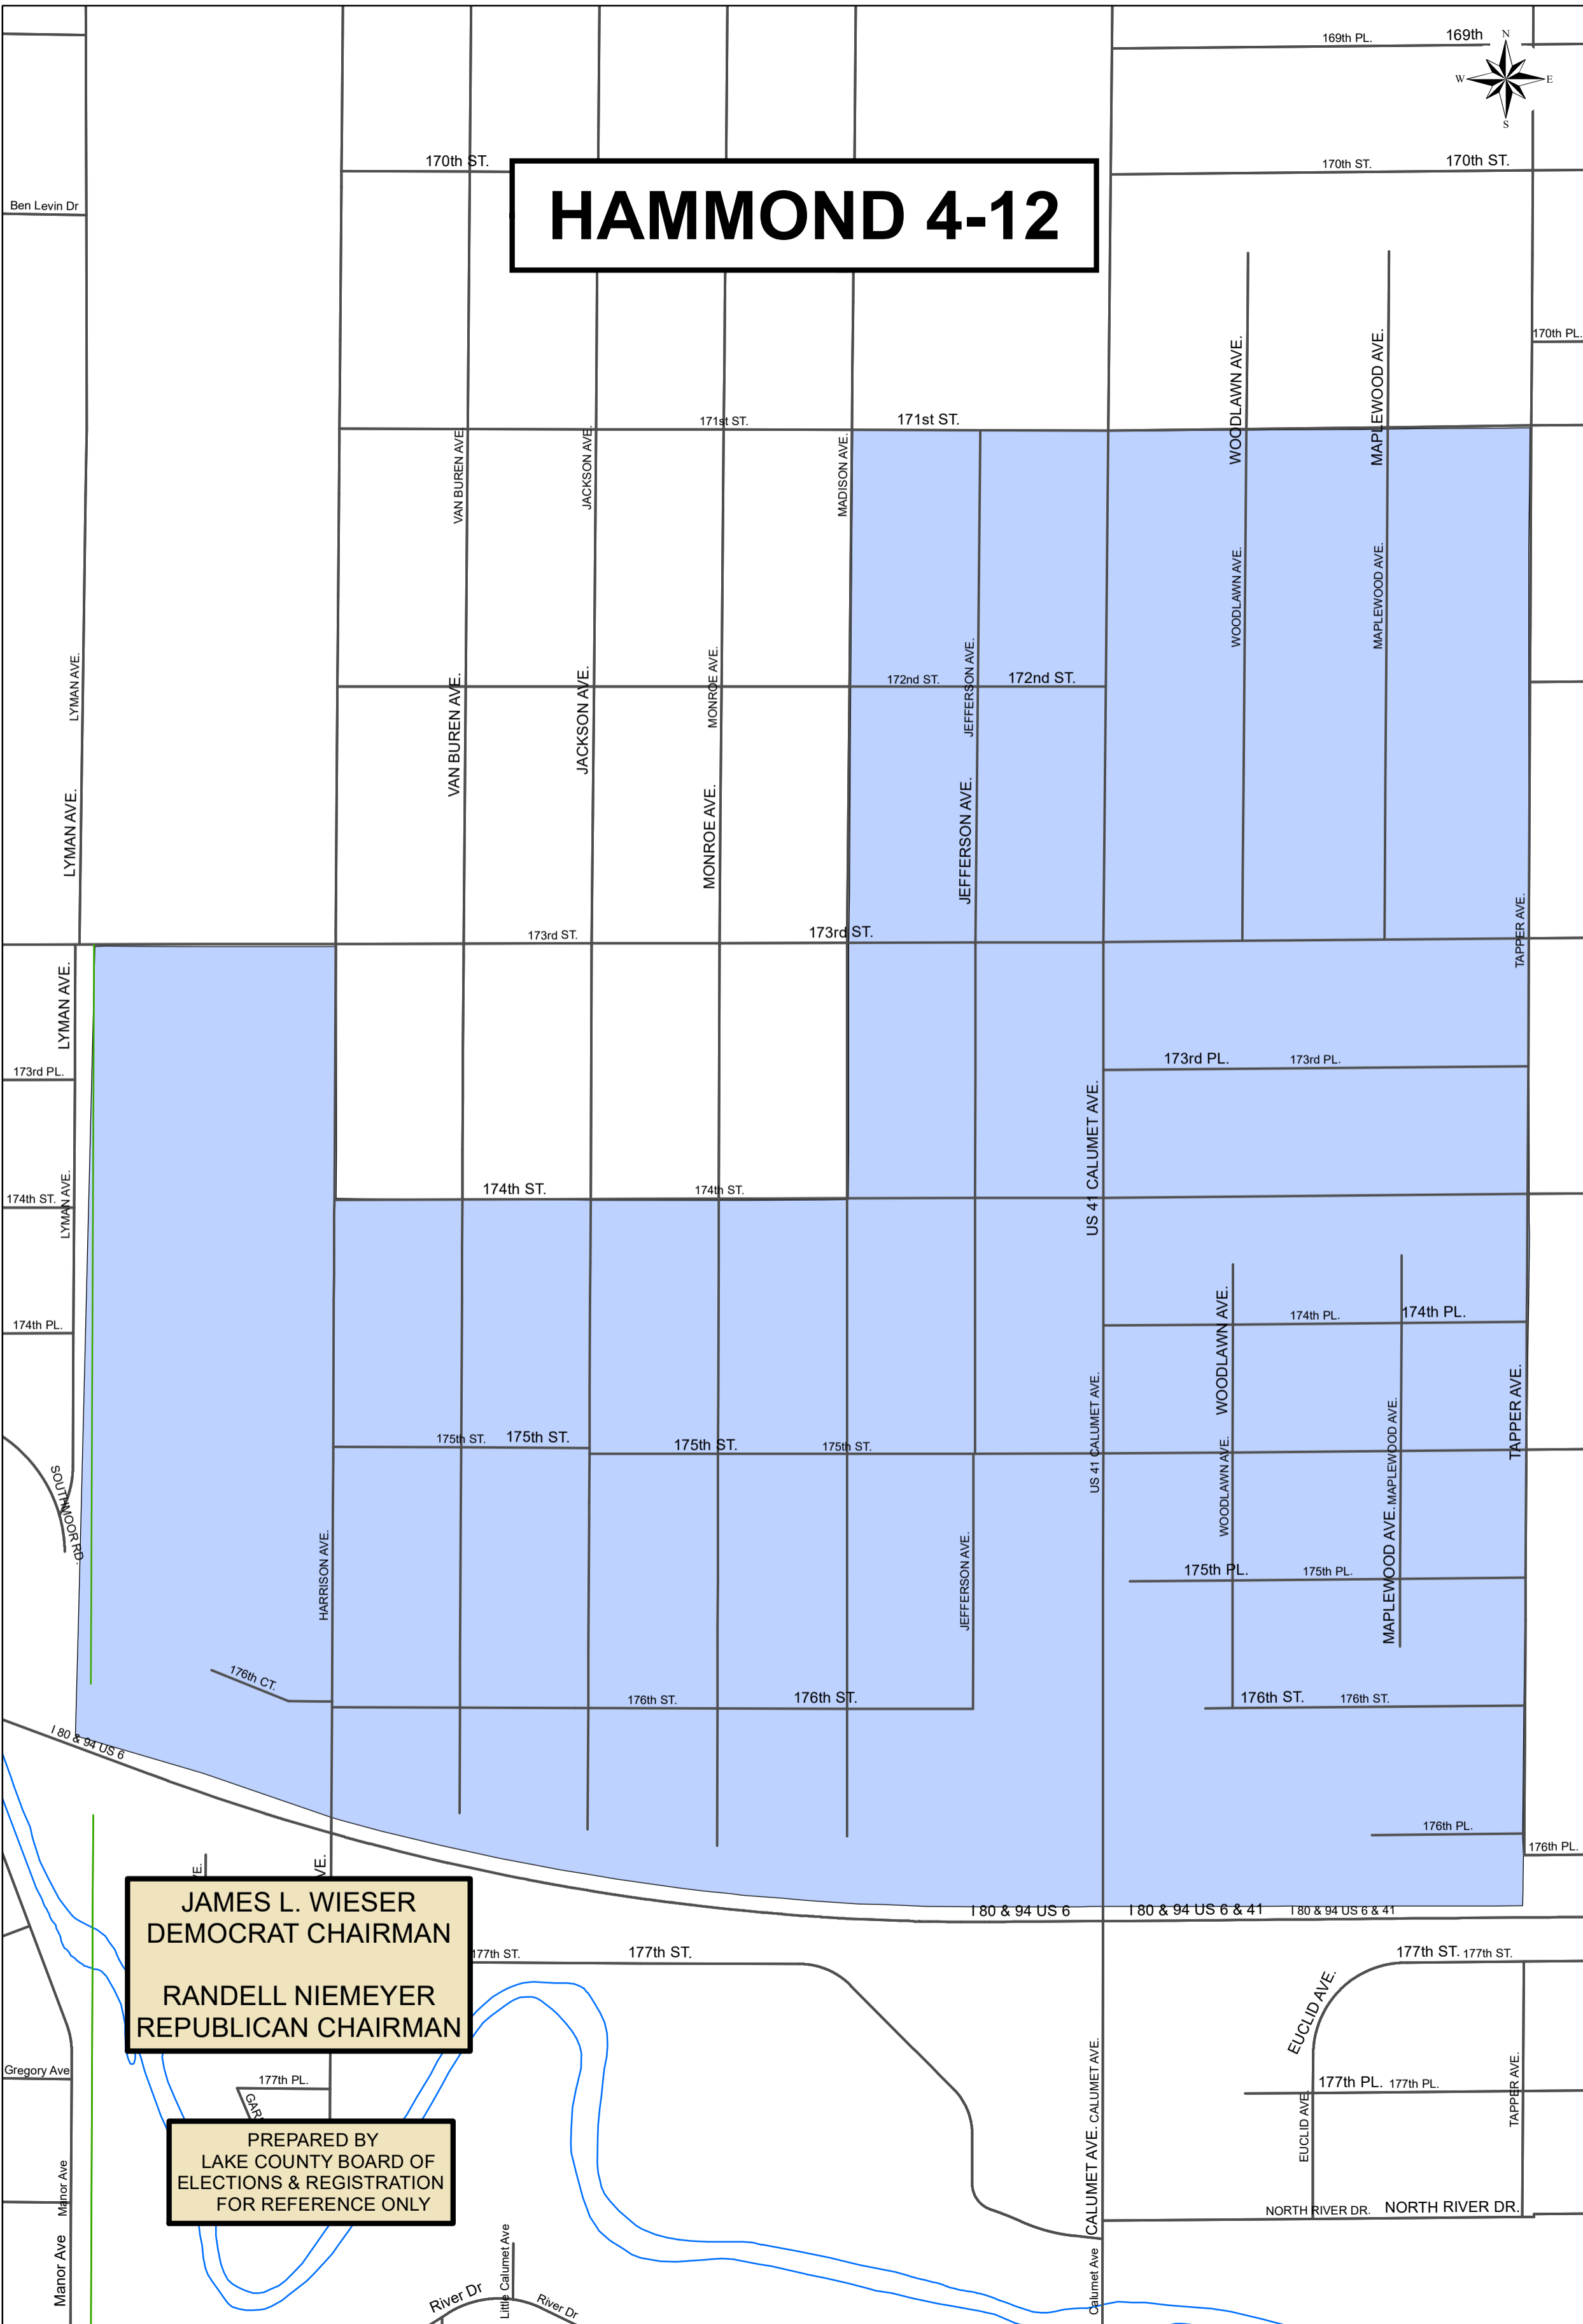 169th PL.
169th
N
W
E
S
170th ST.
170th ST.
170th ST.
HAMMOND 4-12
Ben Levin Dr
170th PL.
WOODLAWN AVE.
MAPLEWOOD AVE.
171st ST.
171st ST.
VAN BUREN AVE.
JACKSON AVE.
MADISON AVE.
WOODLAWN AVE.
MAPLEWOOD AVE.
LYMAN AVE.
MONROE AVE.
JEFFERSON AVE.
172nd ST.
172nd ST.
VAN BUREN AVE.
JACKSON AVE.
LYMAN AVE.
MONROE AVE.
JEFFERSON AVE.
TAPPER AVE.
173rd ST.
173rd ST.
LYMAN AVE.
173rd PL.
173rd PL.
173rd PL.
US 41 CALUMET AVE.
174th ST.
LYMAN AVE.
174th ST.
174th ST.
174th PL.
WOODLAWN AVE.
174th PL.
174th PL.
US 41 CALUMET AVE.
TAPPER AVE.
MAPLEWOOD AVE.
175th ST.
175th ST.
175th ST.
175th ST.
WOODLAWN AVE.
SOUTHMOOR RD.
HARRISON AVE.
JEFFERSON AVE.
MAPLEWOOD AVE.
175th PL.
175th PL.
176th CT.
176th ST.
176th ST.
176th ST.
176th ST.
I 80 & 94 US 6
176th PL.
176th PL.
VE.
VE.
I 80 & 94 US 6
I 80 & 94 US 6 & 41
I 80 & 94 US 6 & 41
JAMES L. WIESER
DEMOCRAT CHAIRMAN
RANDELL NIEMEYER
REPUBLICAN CHAIRMAN
177th ST.
177th ST.
177th ST.
177th ST.
EUCLID AVE.
Gregory Ave
177th PL.
177th PL.
177th PL.
CALUMET AVE.
TAPPER AVE.
EUCLID AVE.
PREPARED BY
LAKE COUNTY BOARD OF
ELECTIONS & REGISTRATION
FOR REFERENCE ONLY
Manor Ave
CALUMET AVE.
NORTH RIVER DR.
NORTH RIVER DR.
Manor Ave
Little Calumet Ave
Calumet Ave
River Dr
River Dr